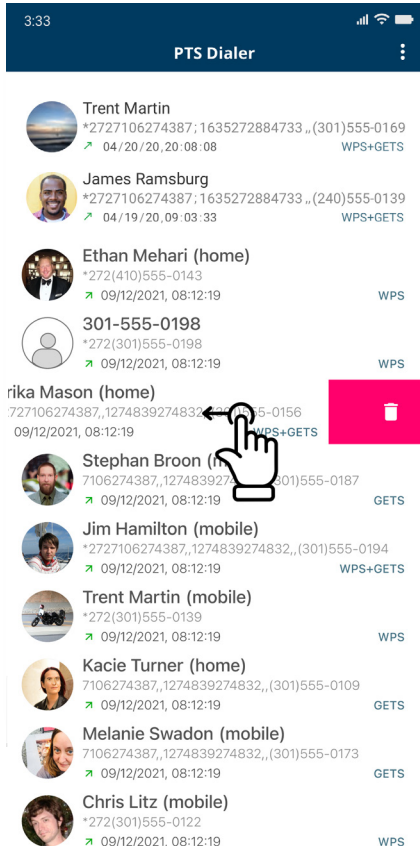 3:33
PTS Dialer
Trent Martin
*2727106274387;1635272884733,,(301)555-0169
04/20/20,20:08:08 WPS+GETS
James Ramsburg
*2727106274387;1635272884733,,(240)555-0139
04/19/20,09:03:33 WPS+GETS
Ethan Mehari (home)
*272(410)555-0143
09/12/2021, 08:12:19 WPS
301-555-0198
*272(301)555-0198
09/12/2021, 08:12:19 WPS
rika Mason (home)
2727106274387,,1274839274832 55-0156
09/12/2021, 08:12:19 WPS+GETS
Stephan Broon
7106274387,,12748392774 301)555-0187
09/12/2021, 08:12:19 GETS
Jim Hamilton (mobile)
*2727106274387,,1274839274832,,(301)555-0194
09/12/2021, 08:12:19 WPS+GETS
Trent Martin (mobile)
*272(301)555-0139
09/12/2021, 08:12:19 WPS
Kacie Turner (home)
7106274387,,1274839274832,,(301)555-0109
09/12/2021, 08:12:19 GETS
Melanie Swadon (mobile)
7106274387,,1274839274832,,(301)555-0173
09/12/2021, 08:12:19 GETS
Chris Litz (mobile)
*272(301)555-0122
09/12/2021, 08:12:19 WPS